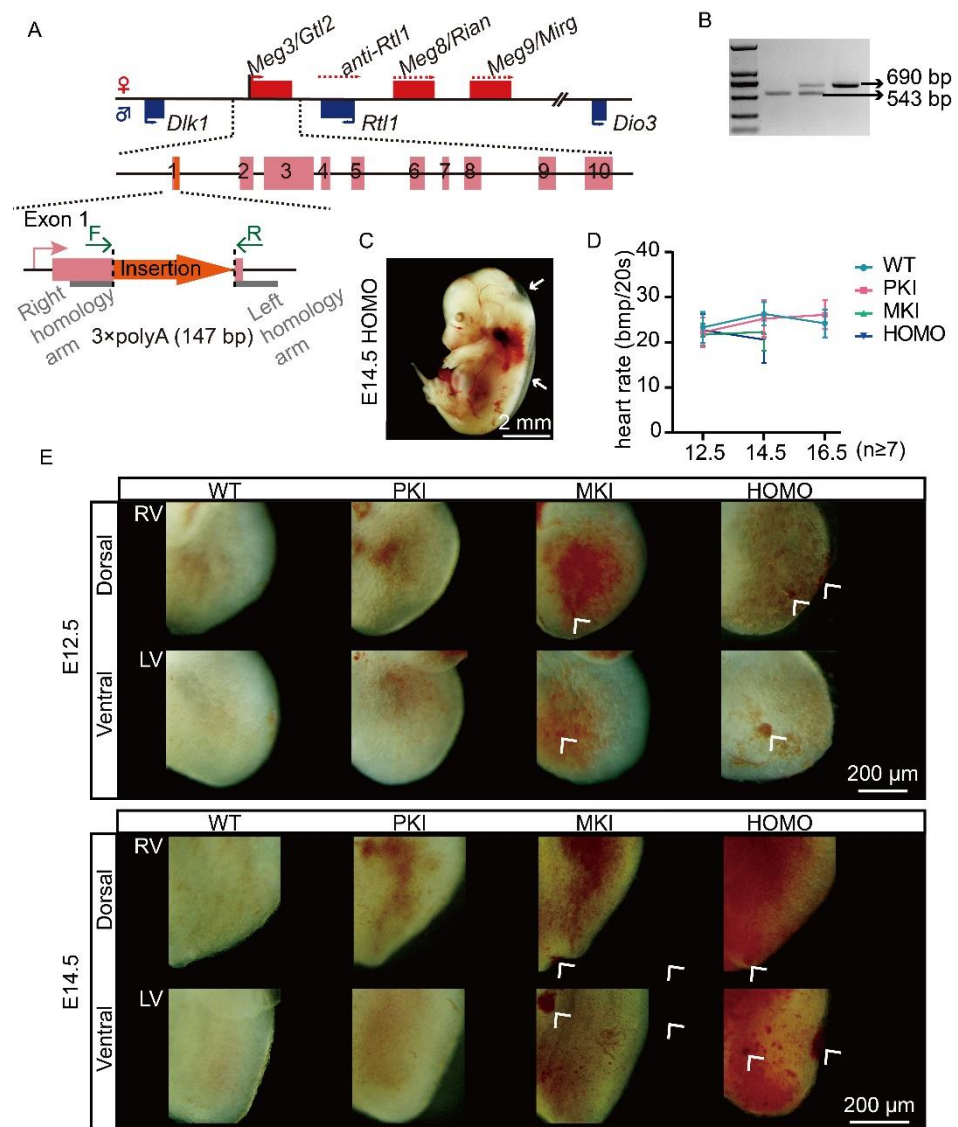 A
Meg3/Gtl2
anti-Rtl1
Meg8/Rian
Meg9/Mirg
♀
♂
Dlk1
Rtl1
Dio3
1 2 3 4 5 6 7 8 9 10
Exon 1
F
R
Insertion
Right homology arm
3×polyA (147 bp)
Left homology arm
B
690 bp
543 bp
C
E14.5 HOMO
2 mm
D
heart rate (bmp/20s)
40
30
20
10
0
12.5 14.5 16.5 (n≥7)
WT
PKI
MKI
HOMO
E
WT PKI MKI HOMO
E12.5
Dorsal
RV
Ventral
LV
200 µm
WT PKI MKI HOMO
E14.5
Dorsal
RV
Ventral
LV
200 µm